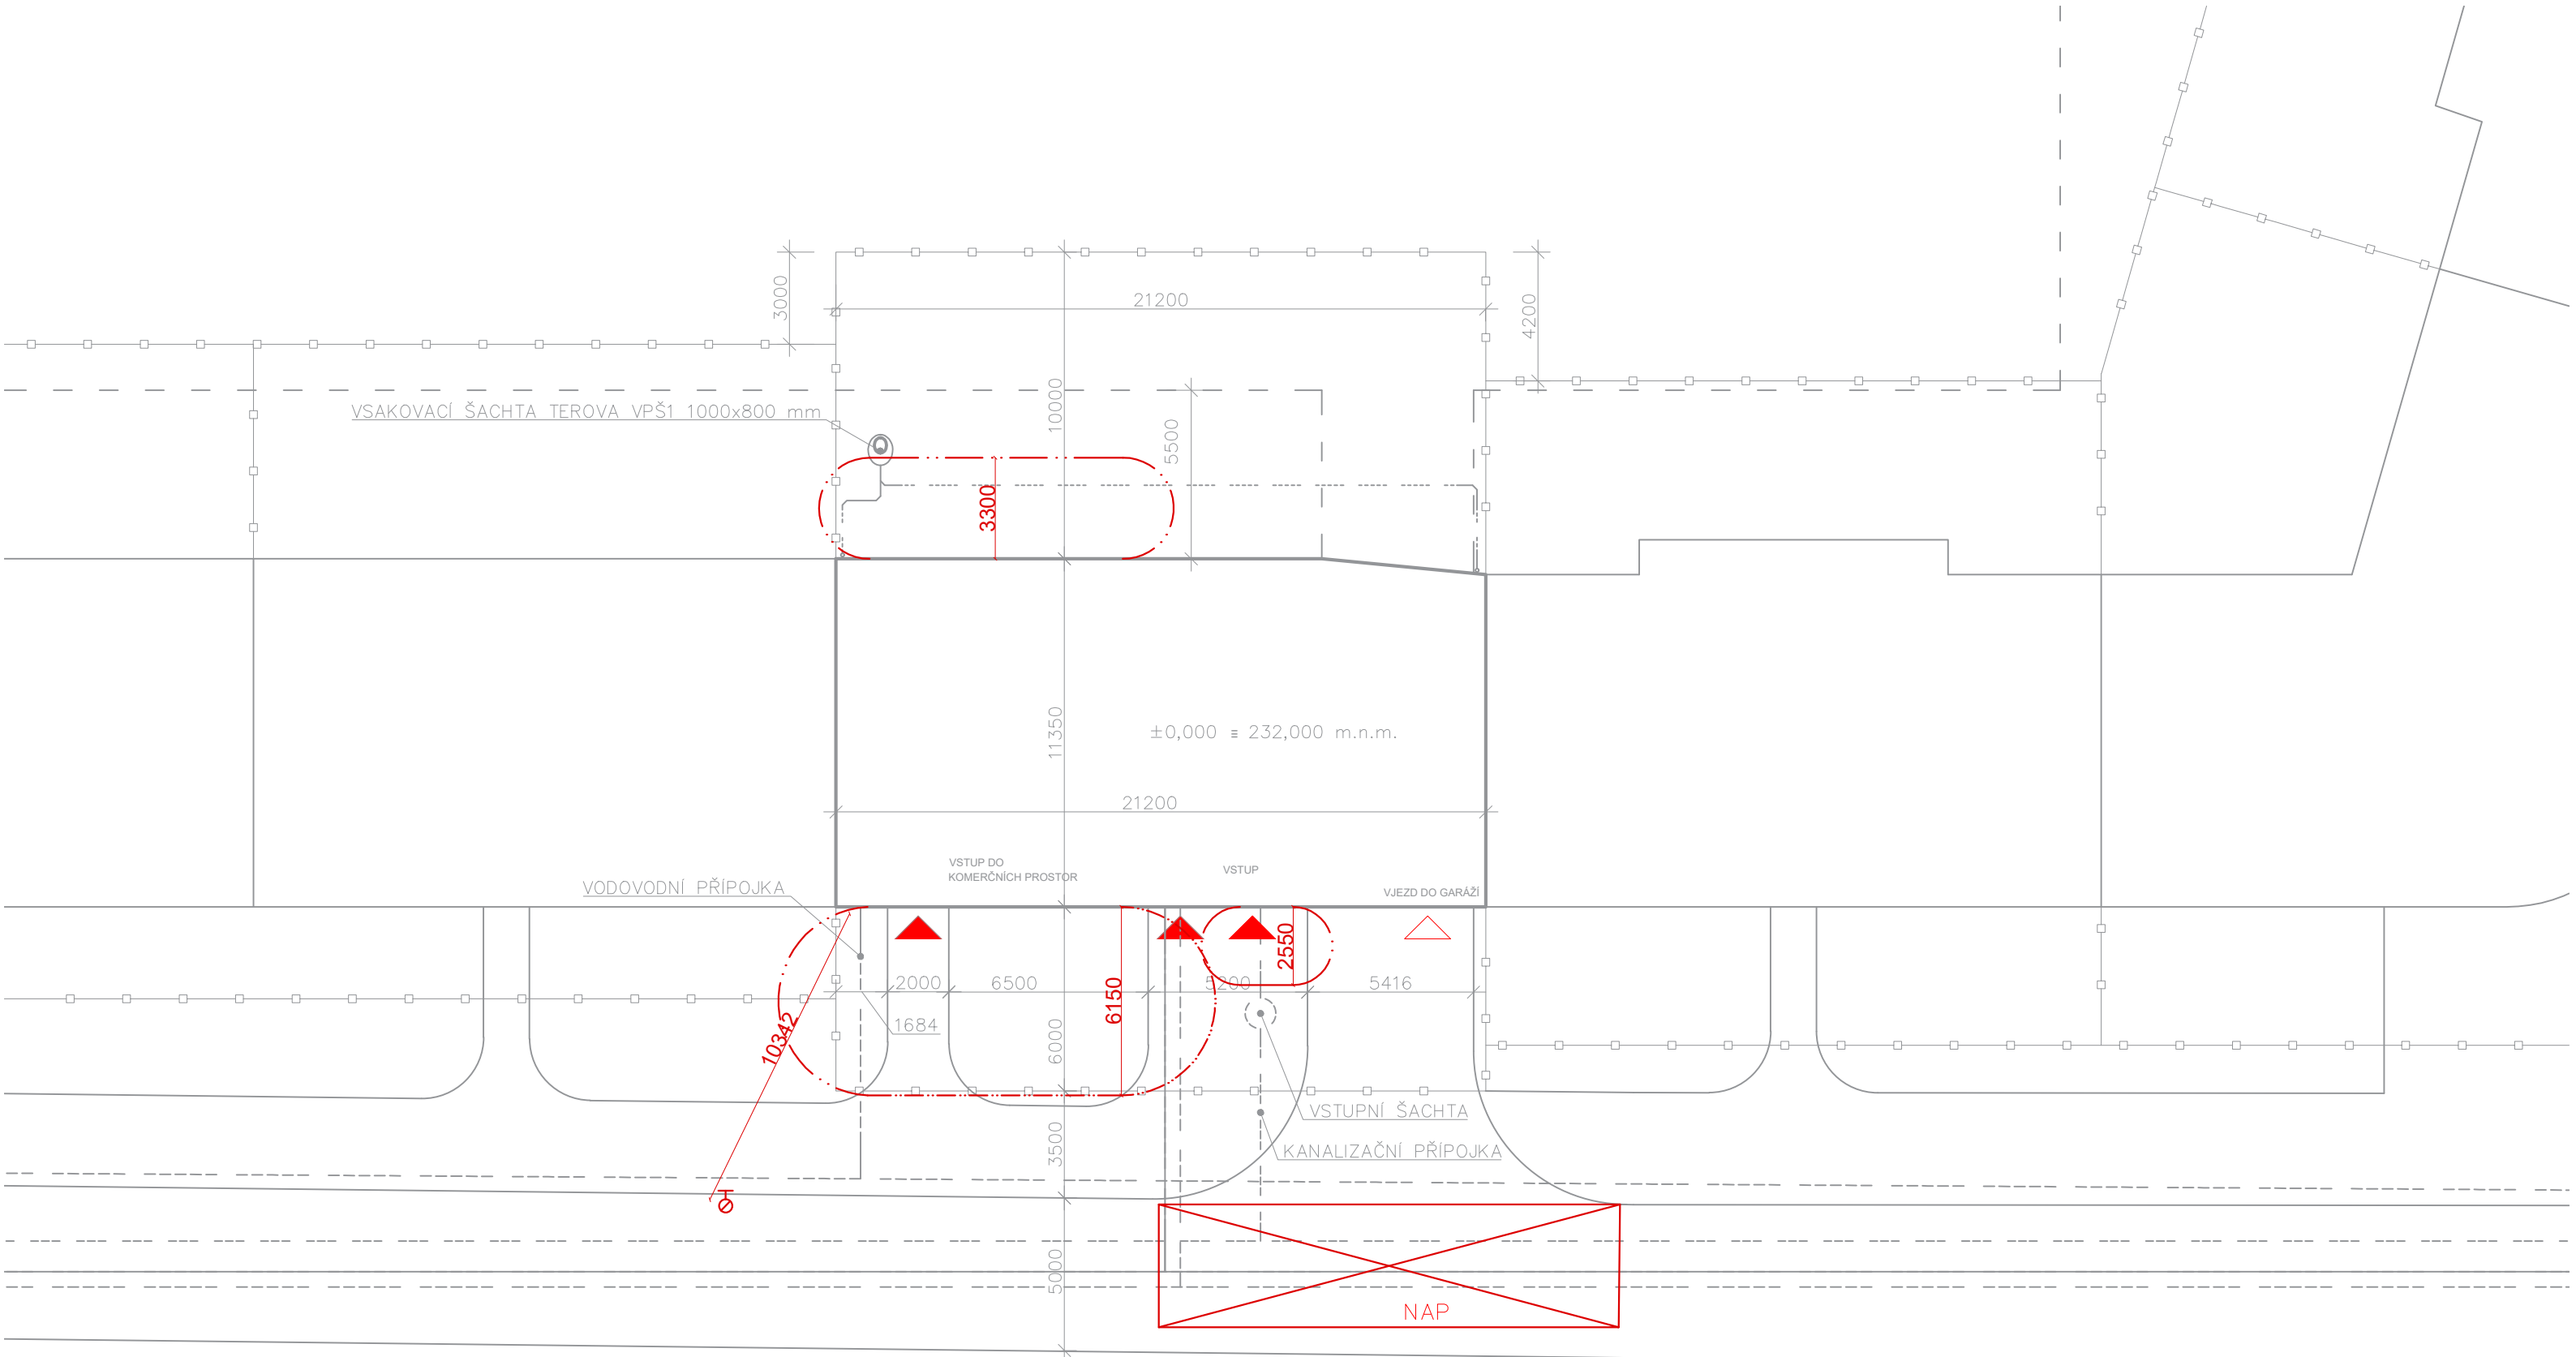 3000
21200
4200
VSAKOVACÍ ŠACHTA TEROVA VPŠ1 1000x800 mm
10000
5500
3300
11350
±0,000 ≡ 232,000 m.n.m.
21200
VSTUP DO
KOMERČNÍCH PROSTOR
VSTUP
VJEZD DO GARÁŽÍ
VODOVODNÍ PŘÍPOJKA
2550
2000
6500
5200
5416
6150
1684
10342
6000
VSTUPNÍ ŠACHTA
3500
KANALIZAČNÍ PŘÍPOJKA
5000
NAP